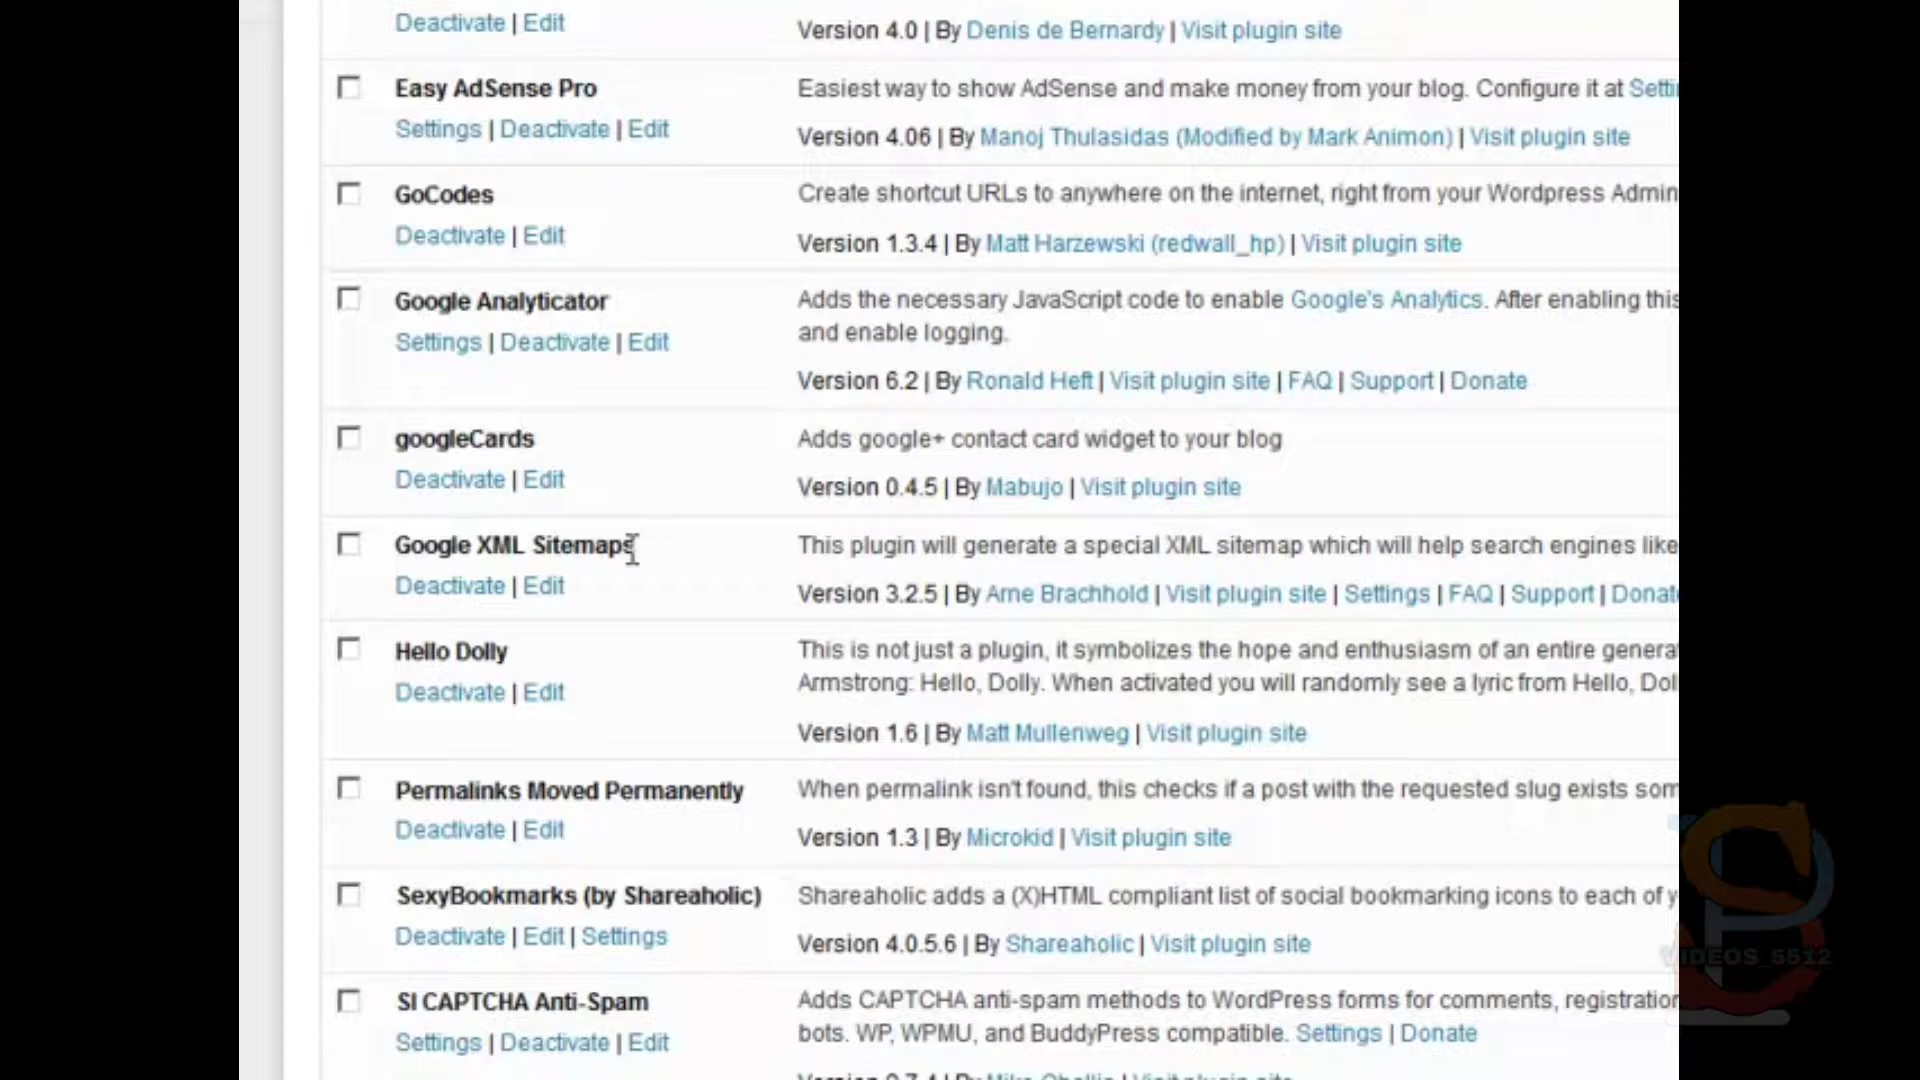 Deactivate | Edit
Version 4.0 | By Denis de Bernardy | Visit plugin site
Easy AdSense Pro
Easiest way to show AdSense and make money from your blog. Configure it at
Settings | Deactivate | Edit
Version 4.06 | By Manoj Thulasidas (Modified by Mark Animon) | Visit plugin site
GoCodes
Create shortcut URLs to anywhere on the internet, right from your Wordpress Admin
Deactivate | Edit
Version 1.3.4 | By Matt Harzewski (redwall_hp) | Visit plugin site
Google Analyticator
Adds the necessary JavaScript code to enable Google's Analytics. After enabling this
and enable logging.
Settings | Deactivate | Edit
Version 6.2 | By Ronald Heft | Visit plugin site | FAQ | Support | Donate
googleCards
Adds google+ contact card widget to your blog
Deactivate | Edit
Version 0.4.5 | By Mabujo | Visit plugin site
Google XML Sitemaps
This plugin will generate a special XML sitemap which will help search engines like
Deactivate | Edit
Version 3.2.5 | By Arne Brachhold | Visit plugin site | Settings | FAQ | Support | Donat
Hello Dolly
This is not just a plugin, it symbolizes the hope and enthusiasm of an entire genera
Armstrong: Hello, Dolly. When activated you will randomly see a lyric from Hello, Dol
Deactivate | Edit
Version 1.6 | By Matt Mullenweg | Visit plugin site
Permalinks Moved Permanently
When permalink isn't found, this checks if a post with the requested slug exists som
Deactivate | Edit
Version 1.3 | By Microkid | Visit plugin site
SexyBookmarks (by Shareaholic)
Shareaholic adds a (X)HTML compliant list of social bookmarking icons to each of y
Deactivate | Edit | Settings
Version 4.0.5.6 | By Shareaholic | Visit plugin site
SI CAPTCHA Anti-Spam
Adds CAPTCHA anti-spam methods to WordPress forms for comments, registration
bots. WP, WPMU, and BuddyPress compatible. Settings | Donate
Settings | Deactivate | Edit
VIDEOS_5512